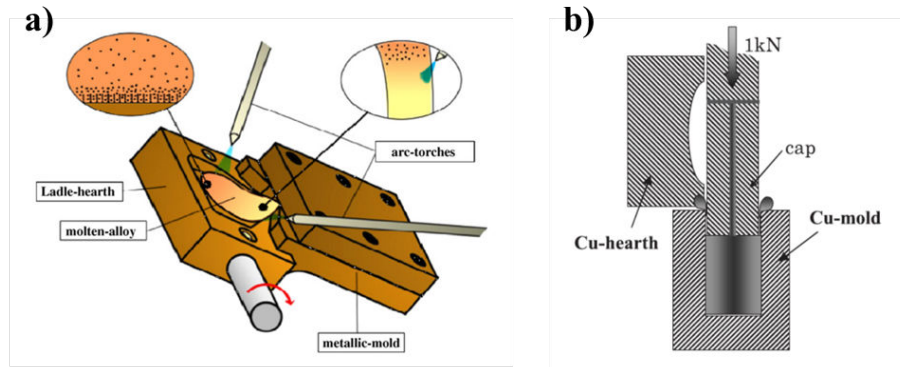 a)
arc-torches
Ladle-hearth
molten-alloy
metallic-mold
b)
1kN
cap
Cu-hearth
Cu-mold